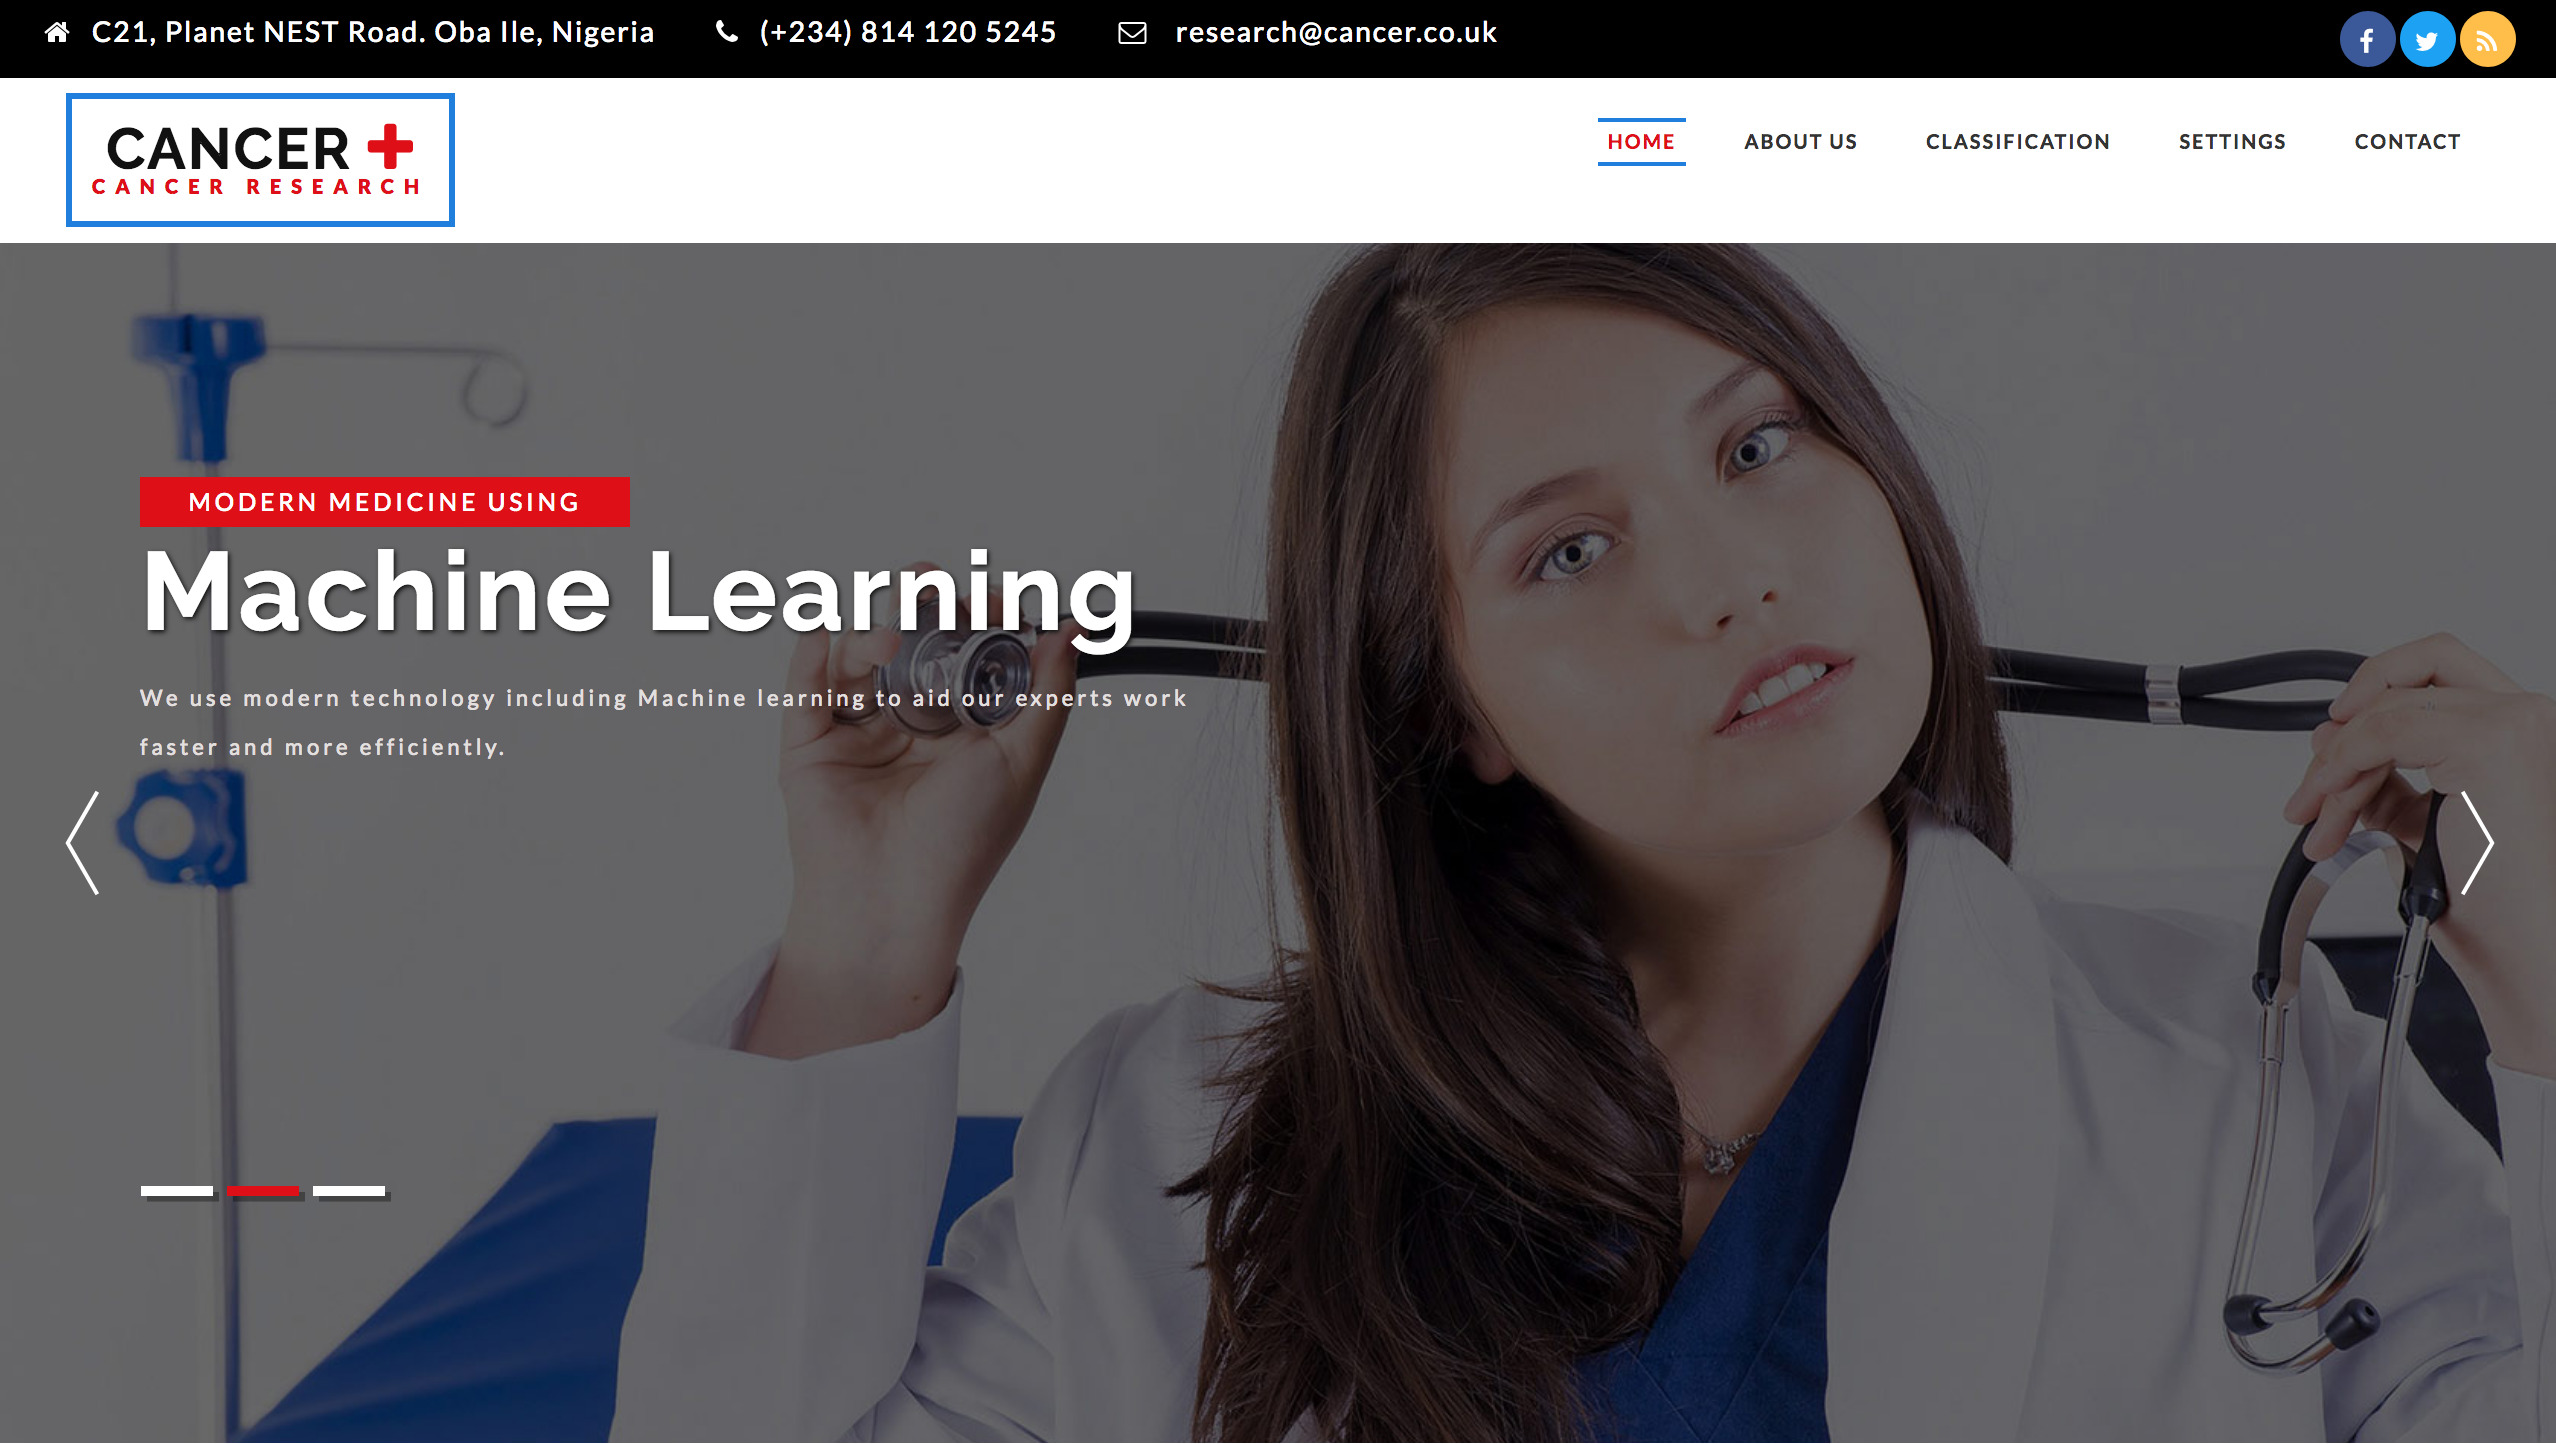 C21, Planet NEST Road. Oba Ile, Nigeria (+234) 814 120 5245 research@cancer.co.uk
CANCER
CANCER RESEARCH
HOME ABOUT US CLASSIFICATION SETTINGS CONTACT
MODERN MEDICINE USING
Machine Learning
We use modern technology including Machine learning to aid our experts work
faster and more efficiently.